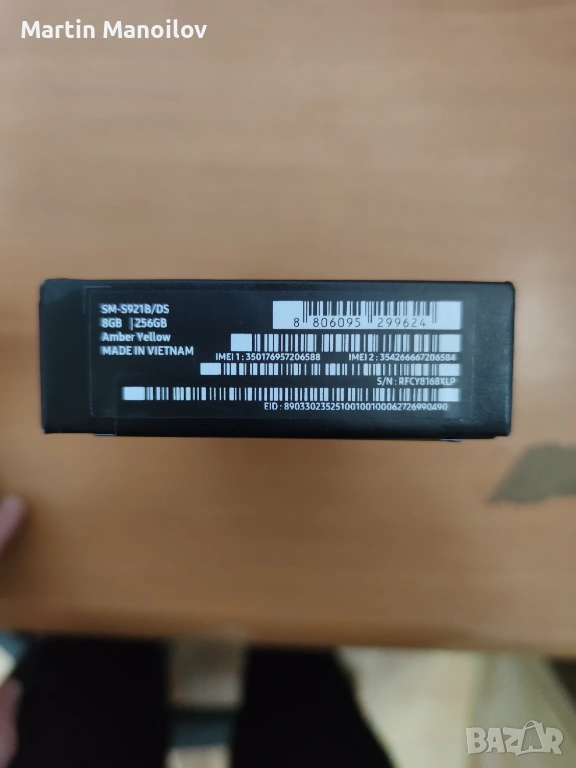 Martin Manoilov
SM-S921B/DS
8GB | 256GB
Amber Yellow
MADE IN VIETNAM
8 806095 299624
IMEI 1 : 350176957206588 IMEI 2 : 354266667206584
S/N : RFCY8168XLP
EID : 89033023525100100100062726990490
BAZAR